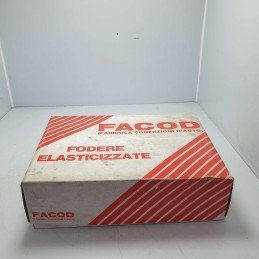 FACOD
(FABBRICA CONFEZIONI D'AUTO)
FODERE
ELASTICIZZATE
FACOD